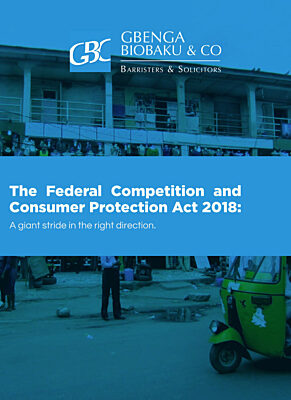 GBC
GBENGA
BIOBAKU & CO
BARRISTERS & SOLICITORS
The Federal Competition and
Consumer Protection Act 2018:
A giant stride in the right direction.